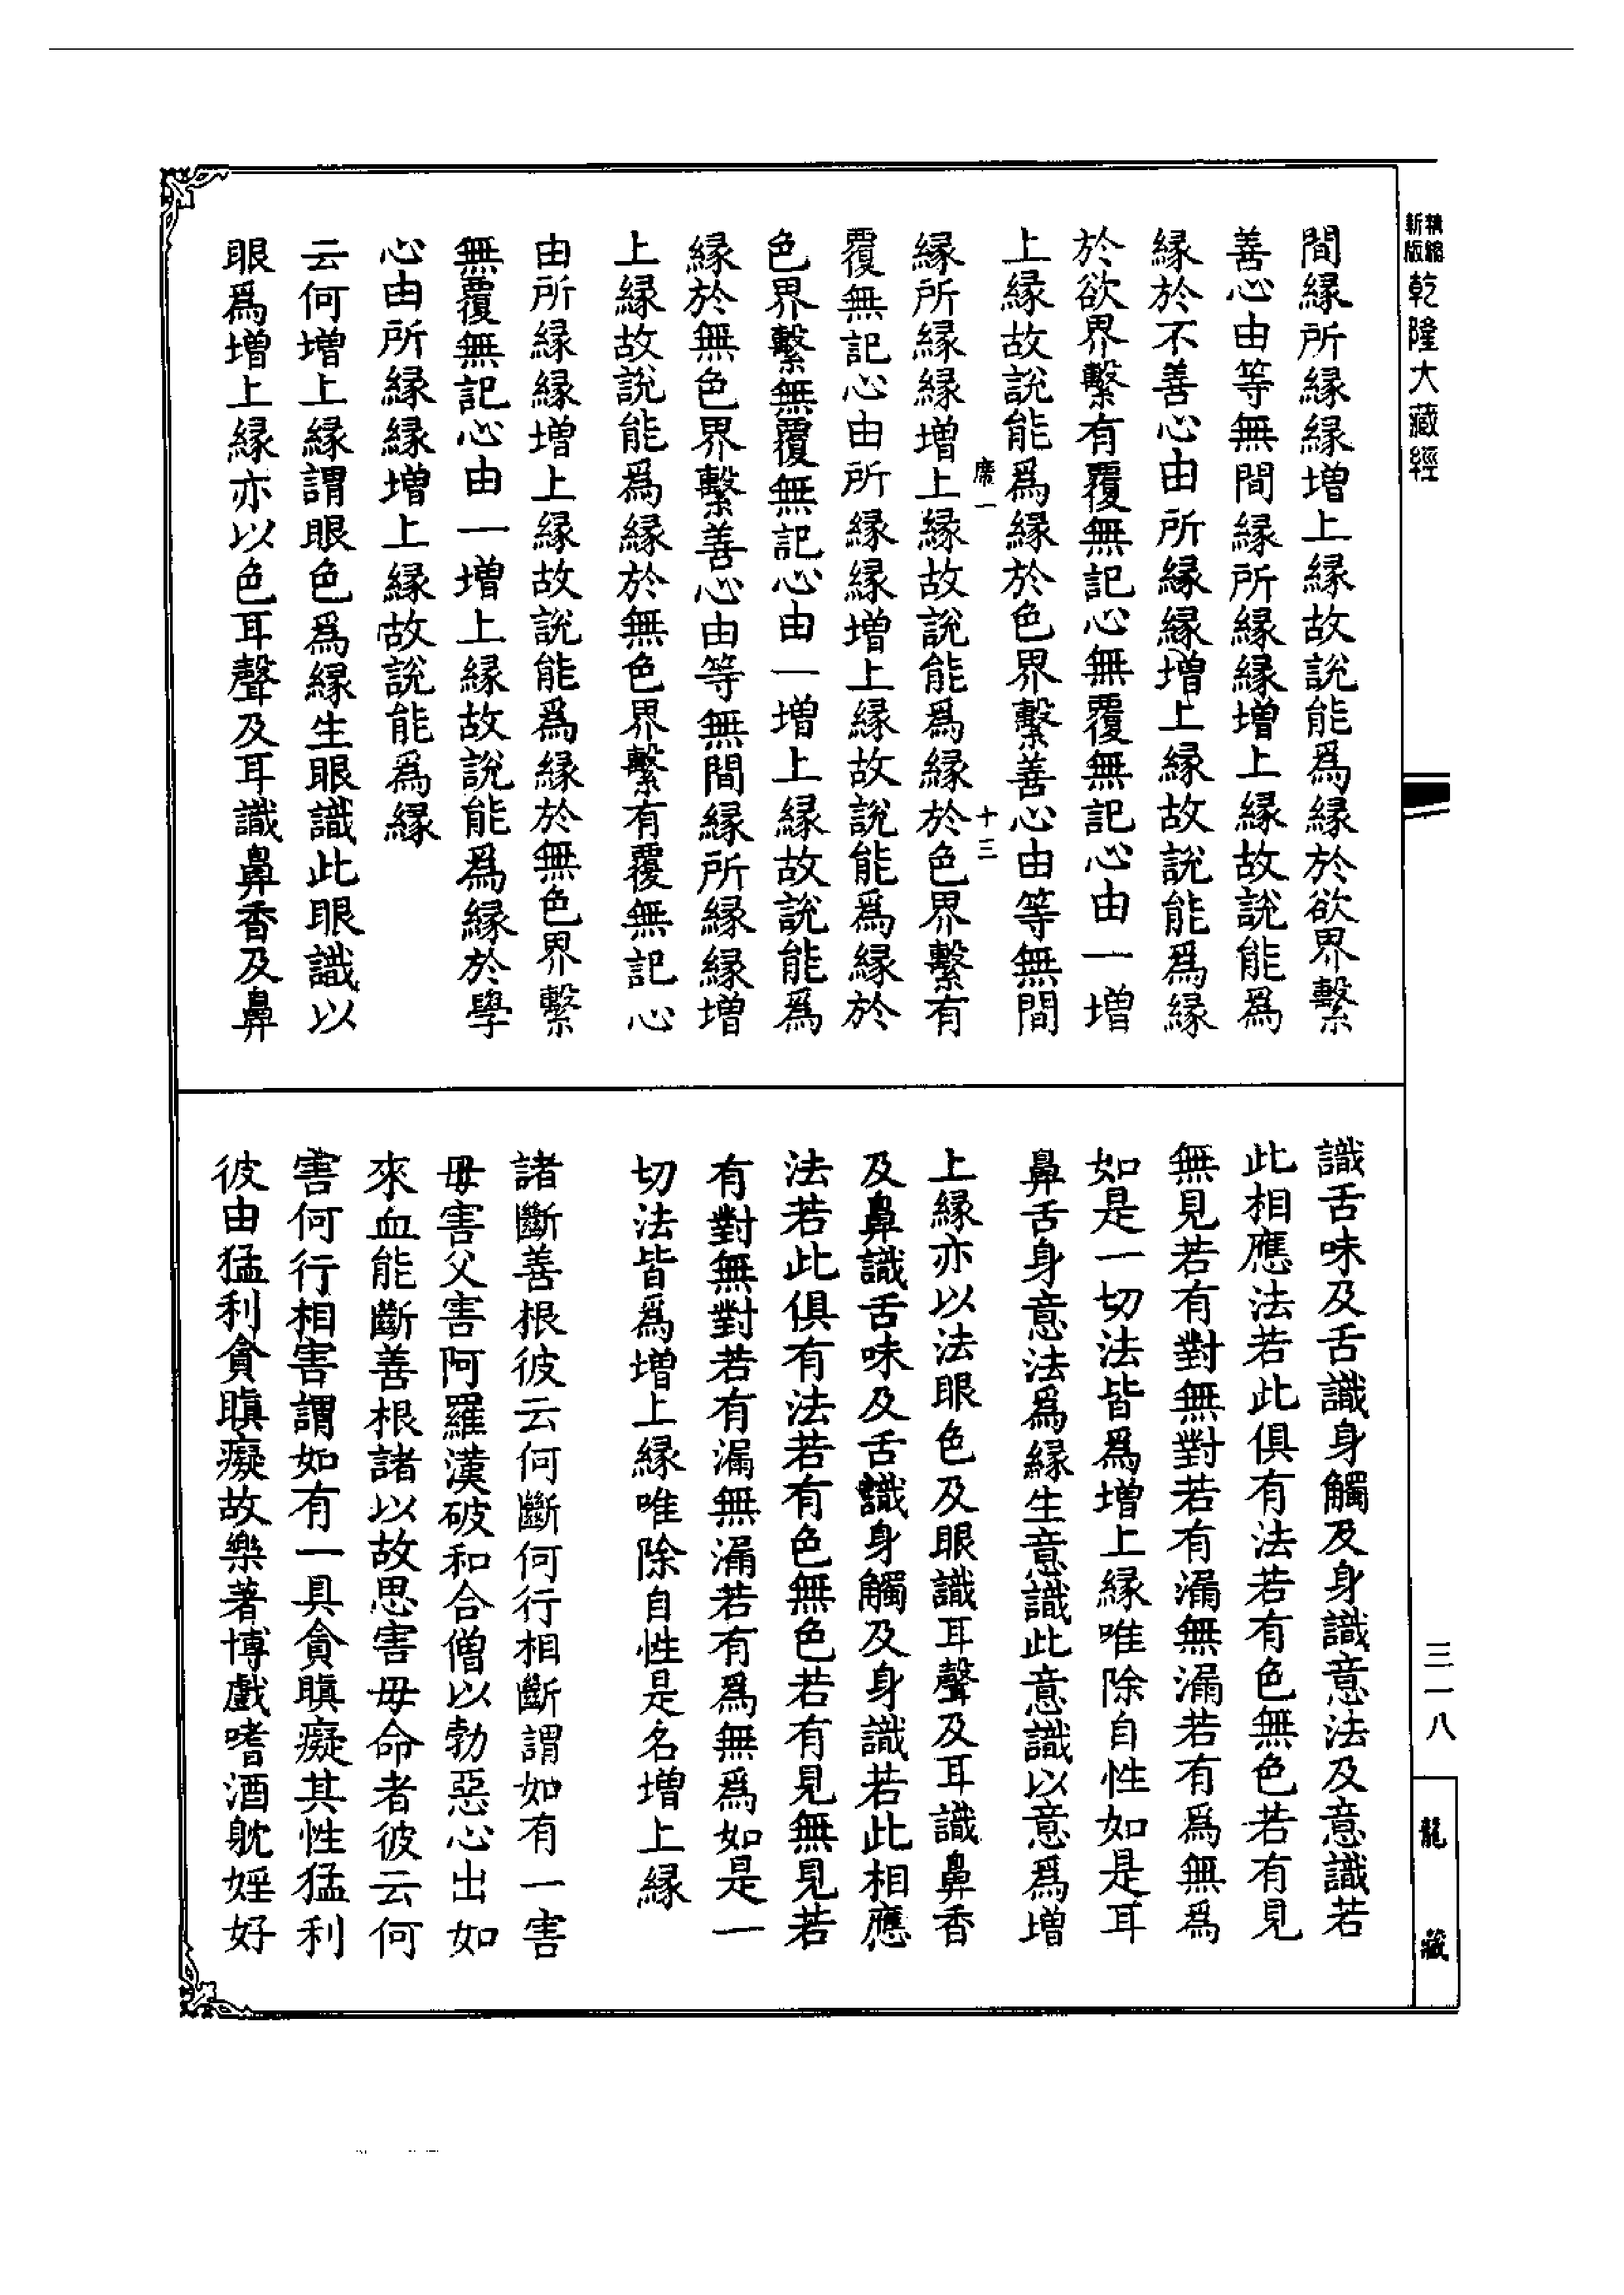 新版精縮乾隆大藏經
間緣所緣緣增上緣故說能爲緣於欲界繫
善心由等無間緣所緣緣增上緣故說能爲
緣於不善心由所緣緣增上緣故說能爲緣
於欲界繫有覆無記心無覆無記心由一增
上緣故說能爲緣於色界繫善心由等無間
廉一 十三
緣所緣緣增上緣故說能爲緣於色界繫有
覆無記心由所緣緣增上緣故說能爲緣於
色界繫無覆無記心由一增上緣故說能爲
緣於無色界繫善心由等無間緣所緣緣增
上緣故說能爲緣於無色界繫有覆無記心
由所緣緣增上緣故說能爲緣於無色界繫
無覆無記心由一增上緣故說能爲緣於學
心由所緣緣增上緣故說能爲緣
云何增上緣謂眼色爲緣生眼識此眼識以
眼爲增上緣亦以色耳聲及耳識鼻香及鼻
識舌味及舌識身觸及身識意法及意識若
此相應法若此俱有法若有色無色若有見
無見若有對無對若有漏無漏若有爲無爲
如是一切法皆爲增上緣唯除自性如是耳
鼻舌身意法爲緣生意識此意識以意爲增
上緣亦以法眼色及眼識耳聲及耳識鼻香
及鼻識舌味及舌識身觸及身識若此相應
法若此俱有法若有色無色若有見無見若
有對無對若有漏無漏若有爲無爲如是一
切法皆爲增上緣唯除自性是名增上緣
諸斷善根彼云何斷何行相斷謂如有一害
母害父害阿羅漢破和合僧以勃惡心出如
來血能斷善根諸以故思害母命者彼云何
害何行相害謂如有一具貪瞋癡其性猛利
彼由猛利貪瞋癡故樂著博戲嗜酒躭婬好
三一八
龍藏